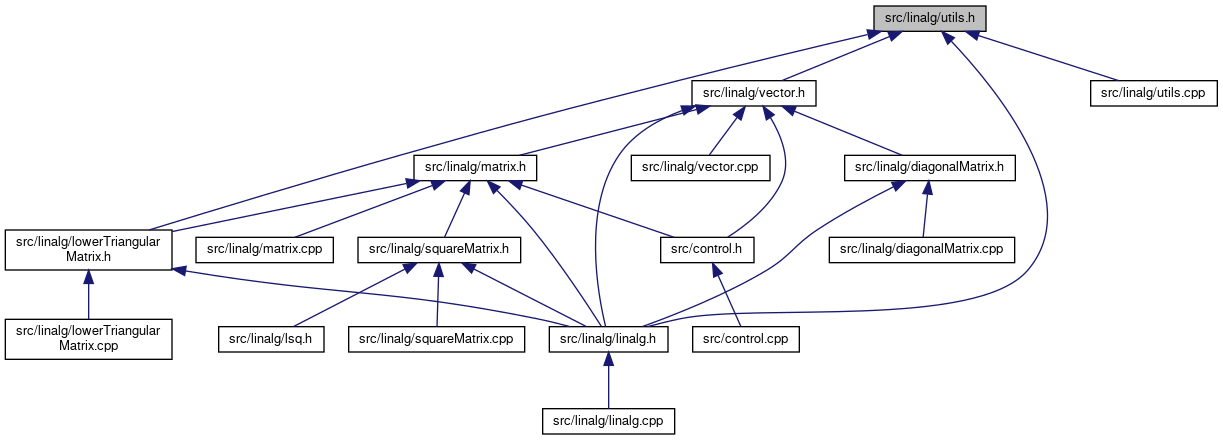 src/linalg/utils.h
src/linalg/vector.h
src/linalg/utils.cpp
src/linalg/matrix.h
src/linalg/vector.cpp
src/linalg/diagonalMatrix.h
src/linalg/lowerTriangular
Matrix.h
src/linalg/matrix.cpp
src/linalg/squareMatrix.h
src/control.h
src/linalg/diagonalMatrix.cpp
src/linalg/lowerTriangular
Matrix.cpp
src/linalg/lsq.h
src/linalg/squareMatrix.cpp
src/linalg/linalg.h
src/control.cpp
src/linalg/linalg.cpp